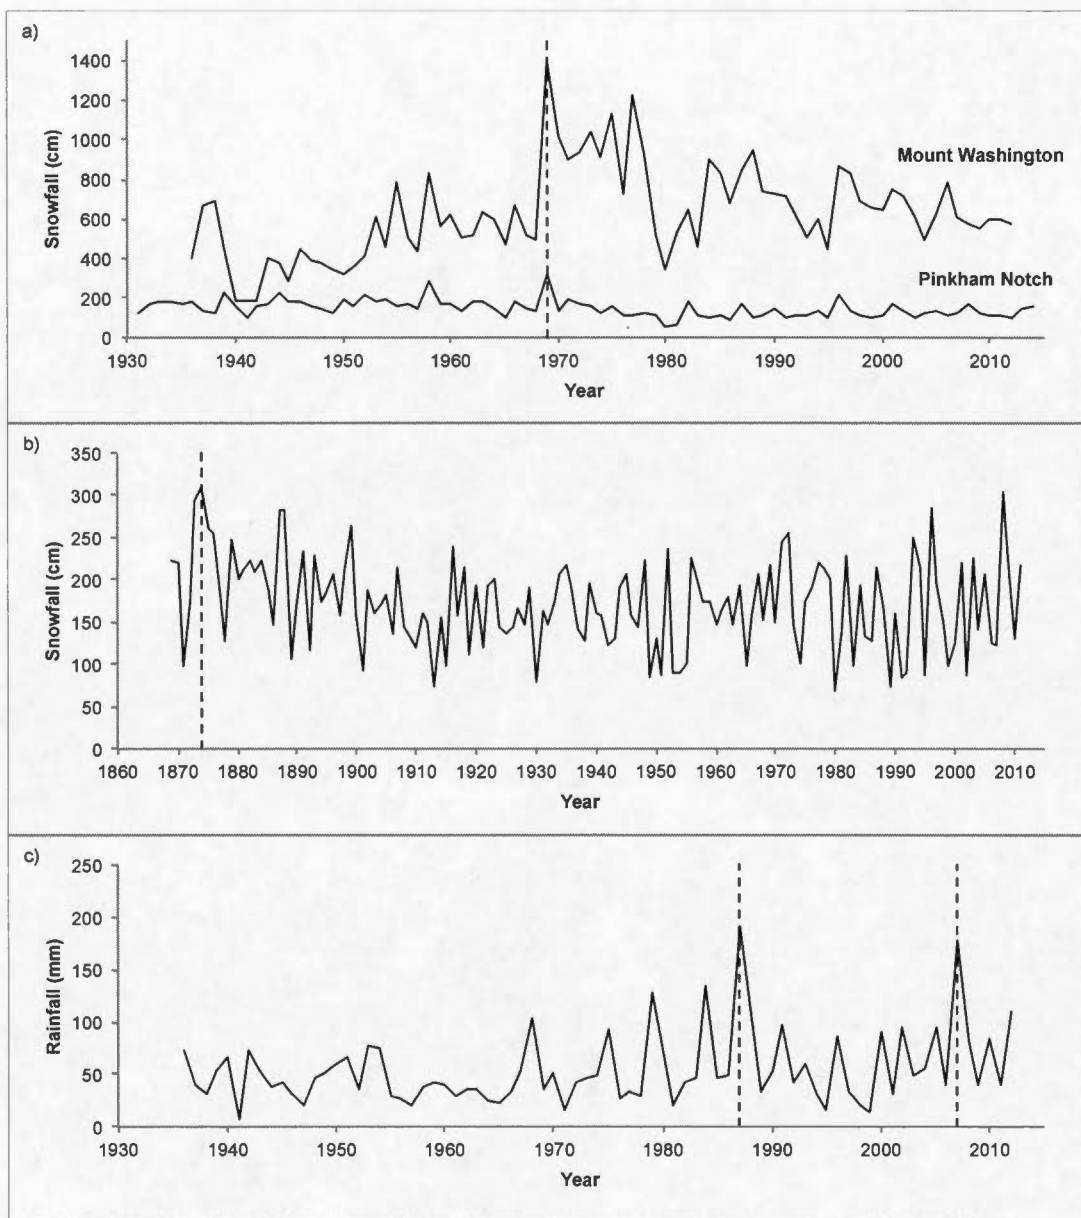 a)
Snowfall (cm)
1400
1200
1000
800
600
400
200
0
Mount Washington
Pinkham Notch
1930 1940 1950 1960 1970 1980 1990 2000 2010
Year
b)
Snowfall (cm)
350
300
250
200
150
100
50
0
1860 1870 1880 1890 1900 1910 1920 1930 1940 1950 1960 1970 1980 1990 2000 2010
Year
c)
Rainfall (mm)
250
200
150
100
50
0
1930 1940 1950 1960 1970 1980 1990 2000 2010
Year